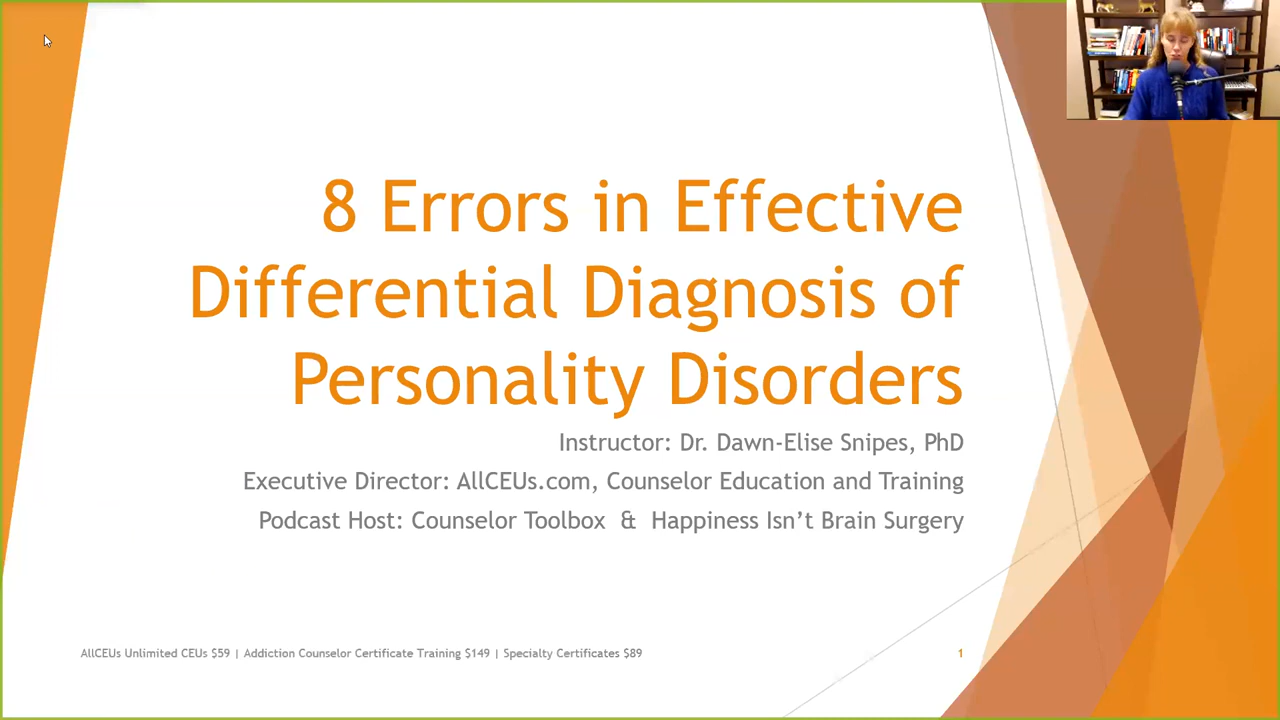 8 Errors in Effective
Differential Diagnosis of
Personality Disorders
Instructor: Dr. Dawn-Elise Snipes, PhD
Executive Director: AllCEUs.com, Counselor Education and Training
Podcast Host: Counselor Toolbox & Happiness Isn’t Brain Surgery
AllCEUs Unlimited CEUs $59 | Addiction Counselor Certificate Training $149 | Specialty Certificates $89
1